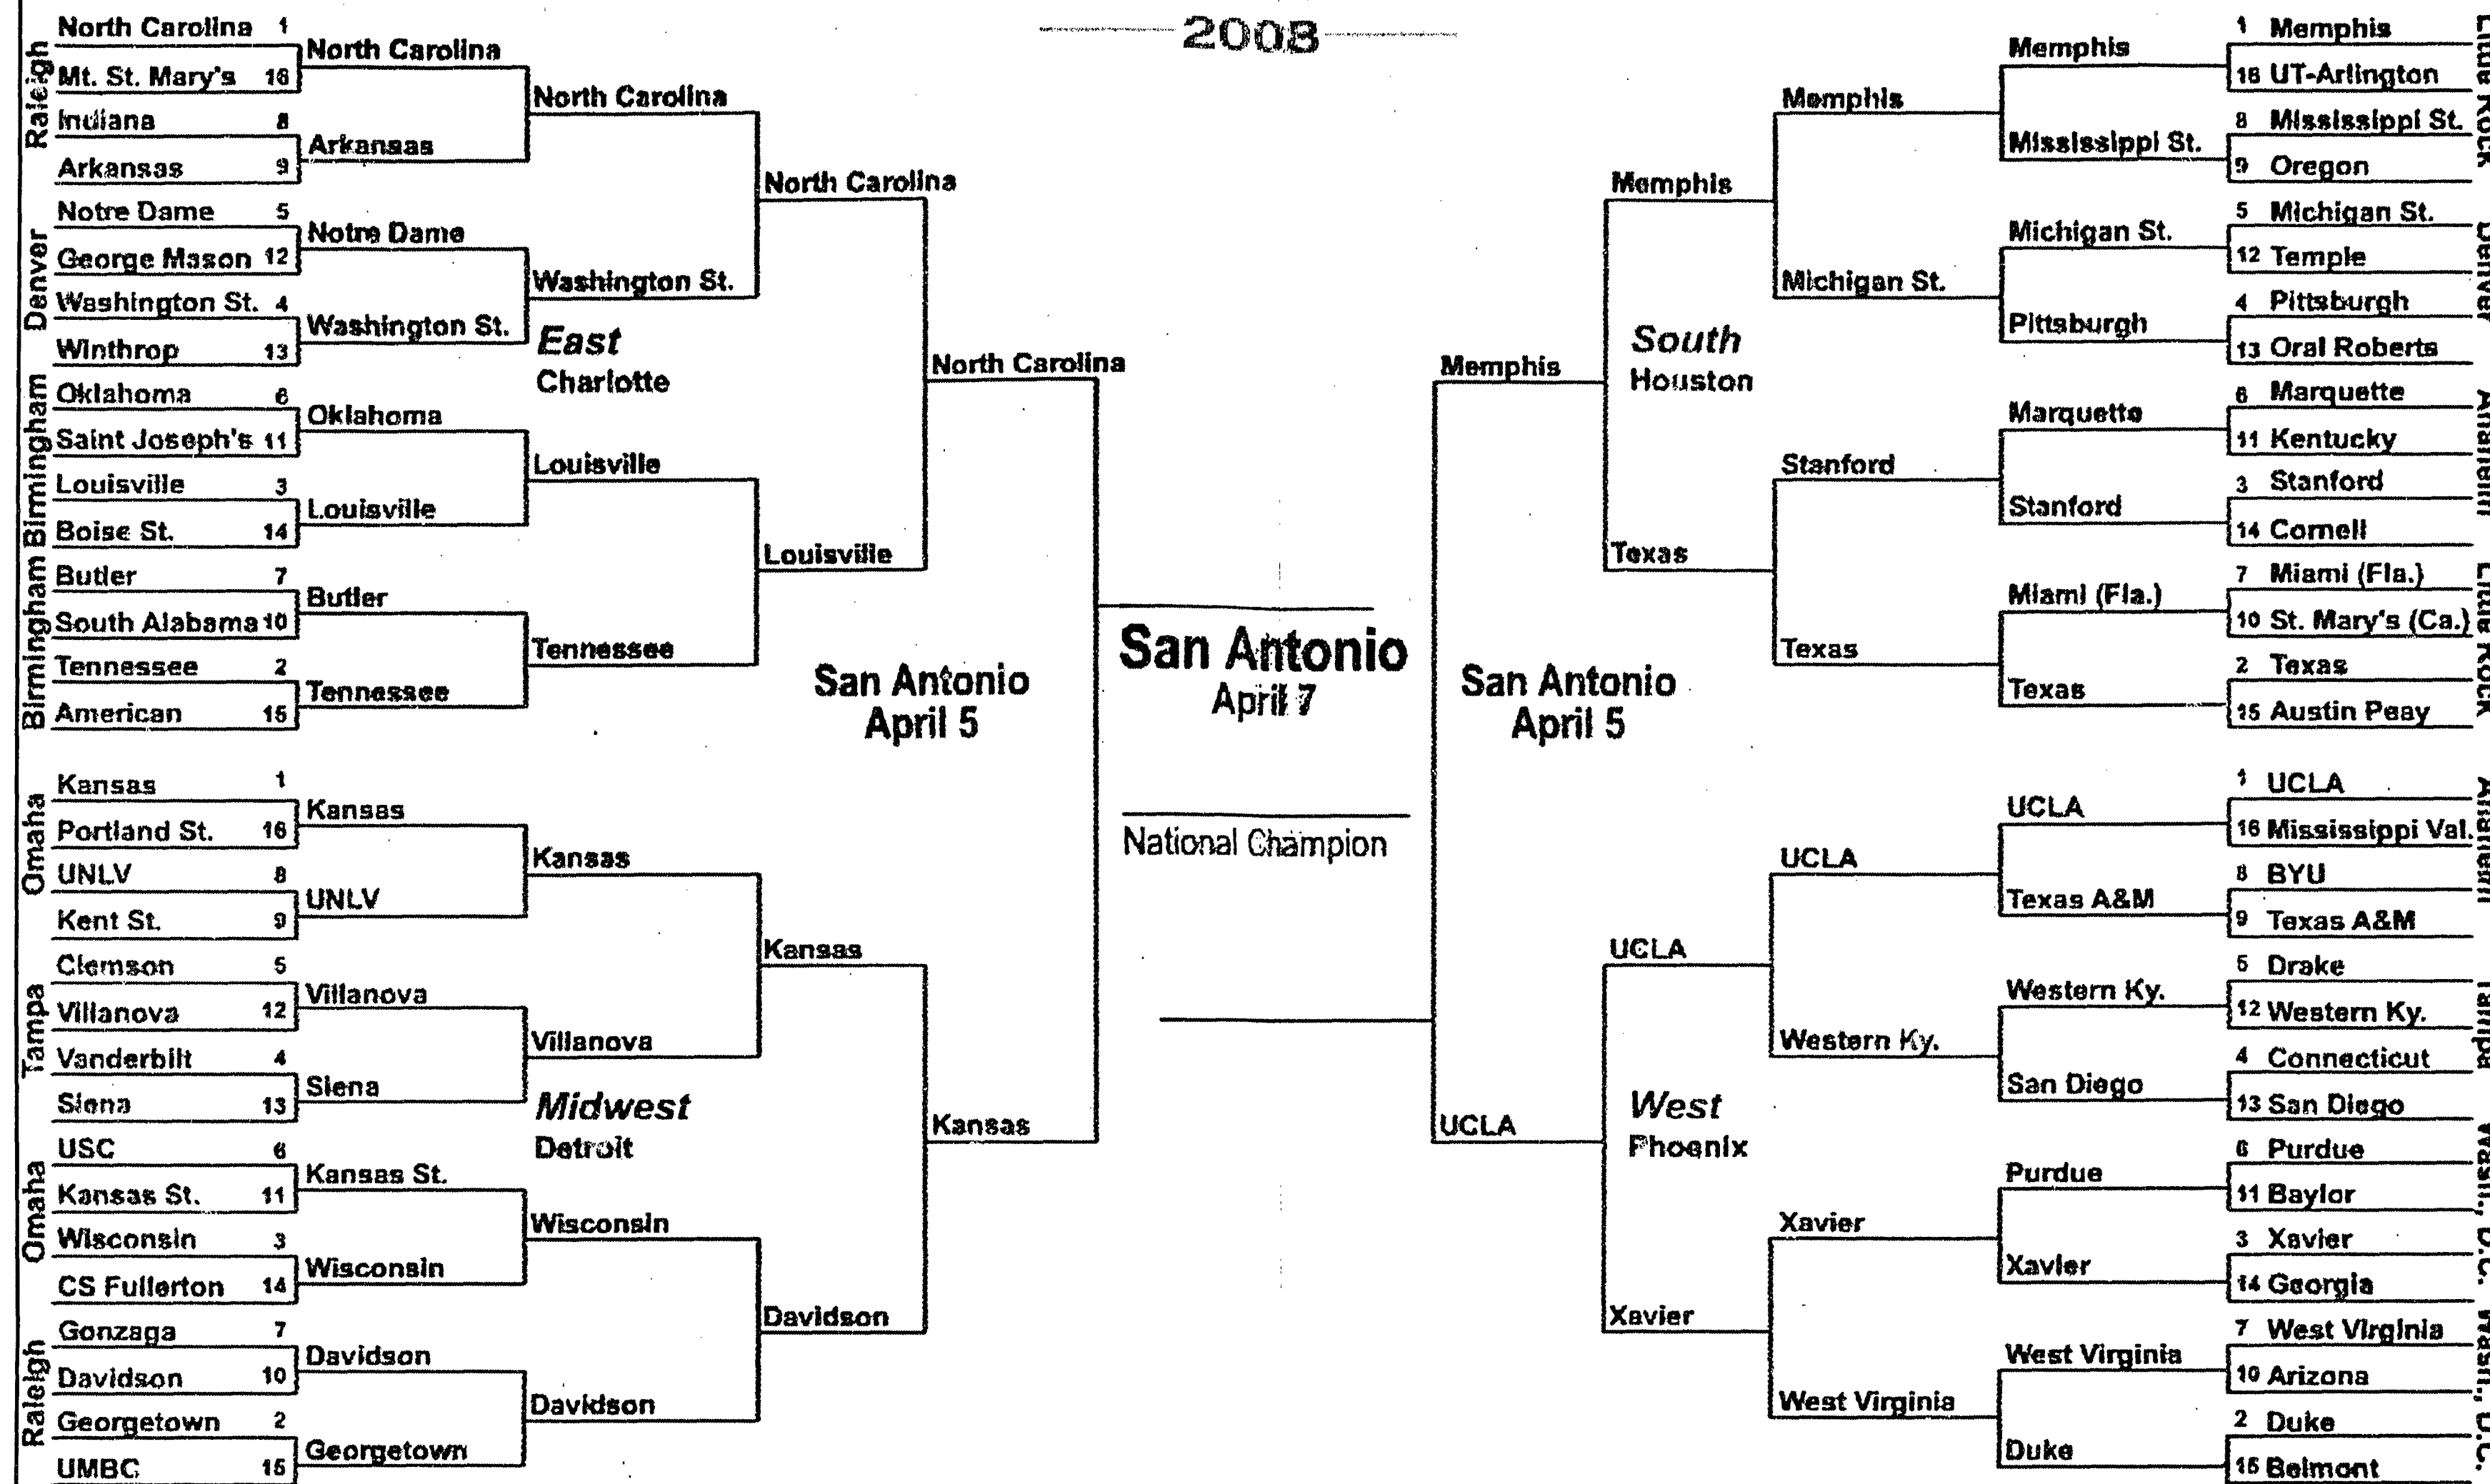 2008
Raleigh
North Carolina 1
Mt. St. Mary's 16
Indiana 8
Arkansas 9
Denver
Notre Dame 5
George Mason 12
Washington St. 4
Winthrop 13
Birmingham
Oklahoma 6
Saint Joseph's 11
Louisville 3
Boise St. 14
Birmingham
Butler 7
South Alabama 10
Tennessee 2
American 15
North Carolina
Arkansas
Notre Dame
Washington St.
Oklahoma
Louisville
Butler
Tennessee
North Carolina
Washington St.
East
Charlotte
Louisville
Tennessee
North Carolina
Louisville
North Carolina
Omaha
Kansas 1
Portland St. 16
UNLV 8
Kent St. 9
Tampa
Clemson 5
Villanova 12
Vanderbilt 4
Siena 13
Omaha
USC 6
Kansas St. 11
Wisconsin 3
CS Fullerton 14
Raleigh
Gonzaga 7
Davidson 10
Georgetown 2
UMBC 15
Kansas
UNLV
Villanova
Siena
Kansas St.
Wisconsin
Davidson
Georgetown
Kansas
Villanova
Midwest
Detroit
Wisconsin
Davidson
Kansas
Davidson
Kansas
San Antonio
April 5
San Antonio
April 7
National Champion
San Antonio
April 5
Memphis
Memphis
Texas
South
Houston
Memphis
Michigan St.
Stanford
Texas
Memphis
Mississippi St.
Michigan St.
Pittsburgh
Marquette
Stanford
Miami (Fla.)
Texas
1 Memphis
16 UT-Arlington
8 Mississippi St.
9 Oregon
5 Michigan St.
12 Temple
4 Pittsburgh
13 Oral Roberts
6 Marquette
11 Kentucky
3 Stanford
14 Cornell
7 Miami (Fla.)
10 St. Mary's (Ca.)
2 Texas
15 Austin Peay
UCLA
UCLA
Xavier
West
Phoenix
UCLA
Western Ky.
Xavier
West Virginia
UCLA
Texas A&M
Western Ky.
San Diego
Purdue
Xavier
West Virginia
Duke
1 UCLA
16 Mississippi Val.
8 BYU
9 Texas A&M
5 Drake
12 Western Ky.
4 Connecticut
13 San Diego
6 Purdue
11 Baylor
3 Xavier
14 Georgia
7 West Virginia
10 Arizona
2 Duke
15 Belmont